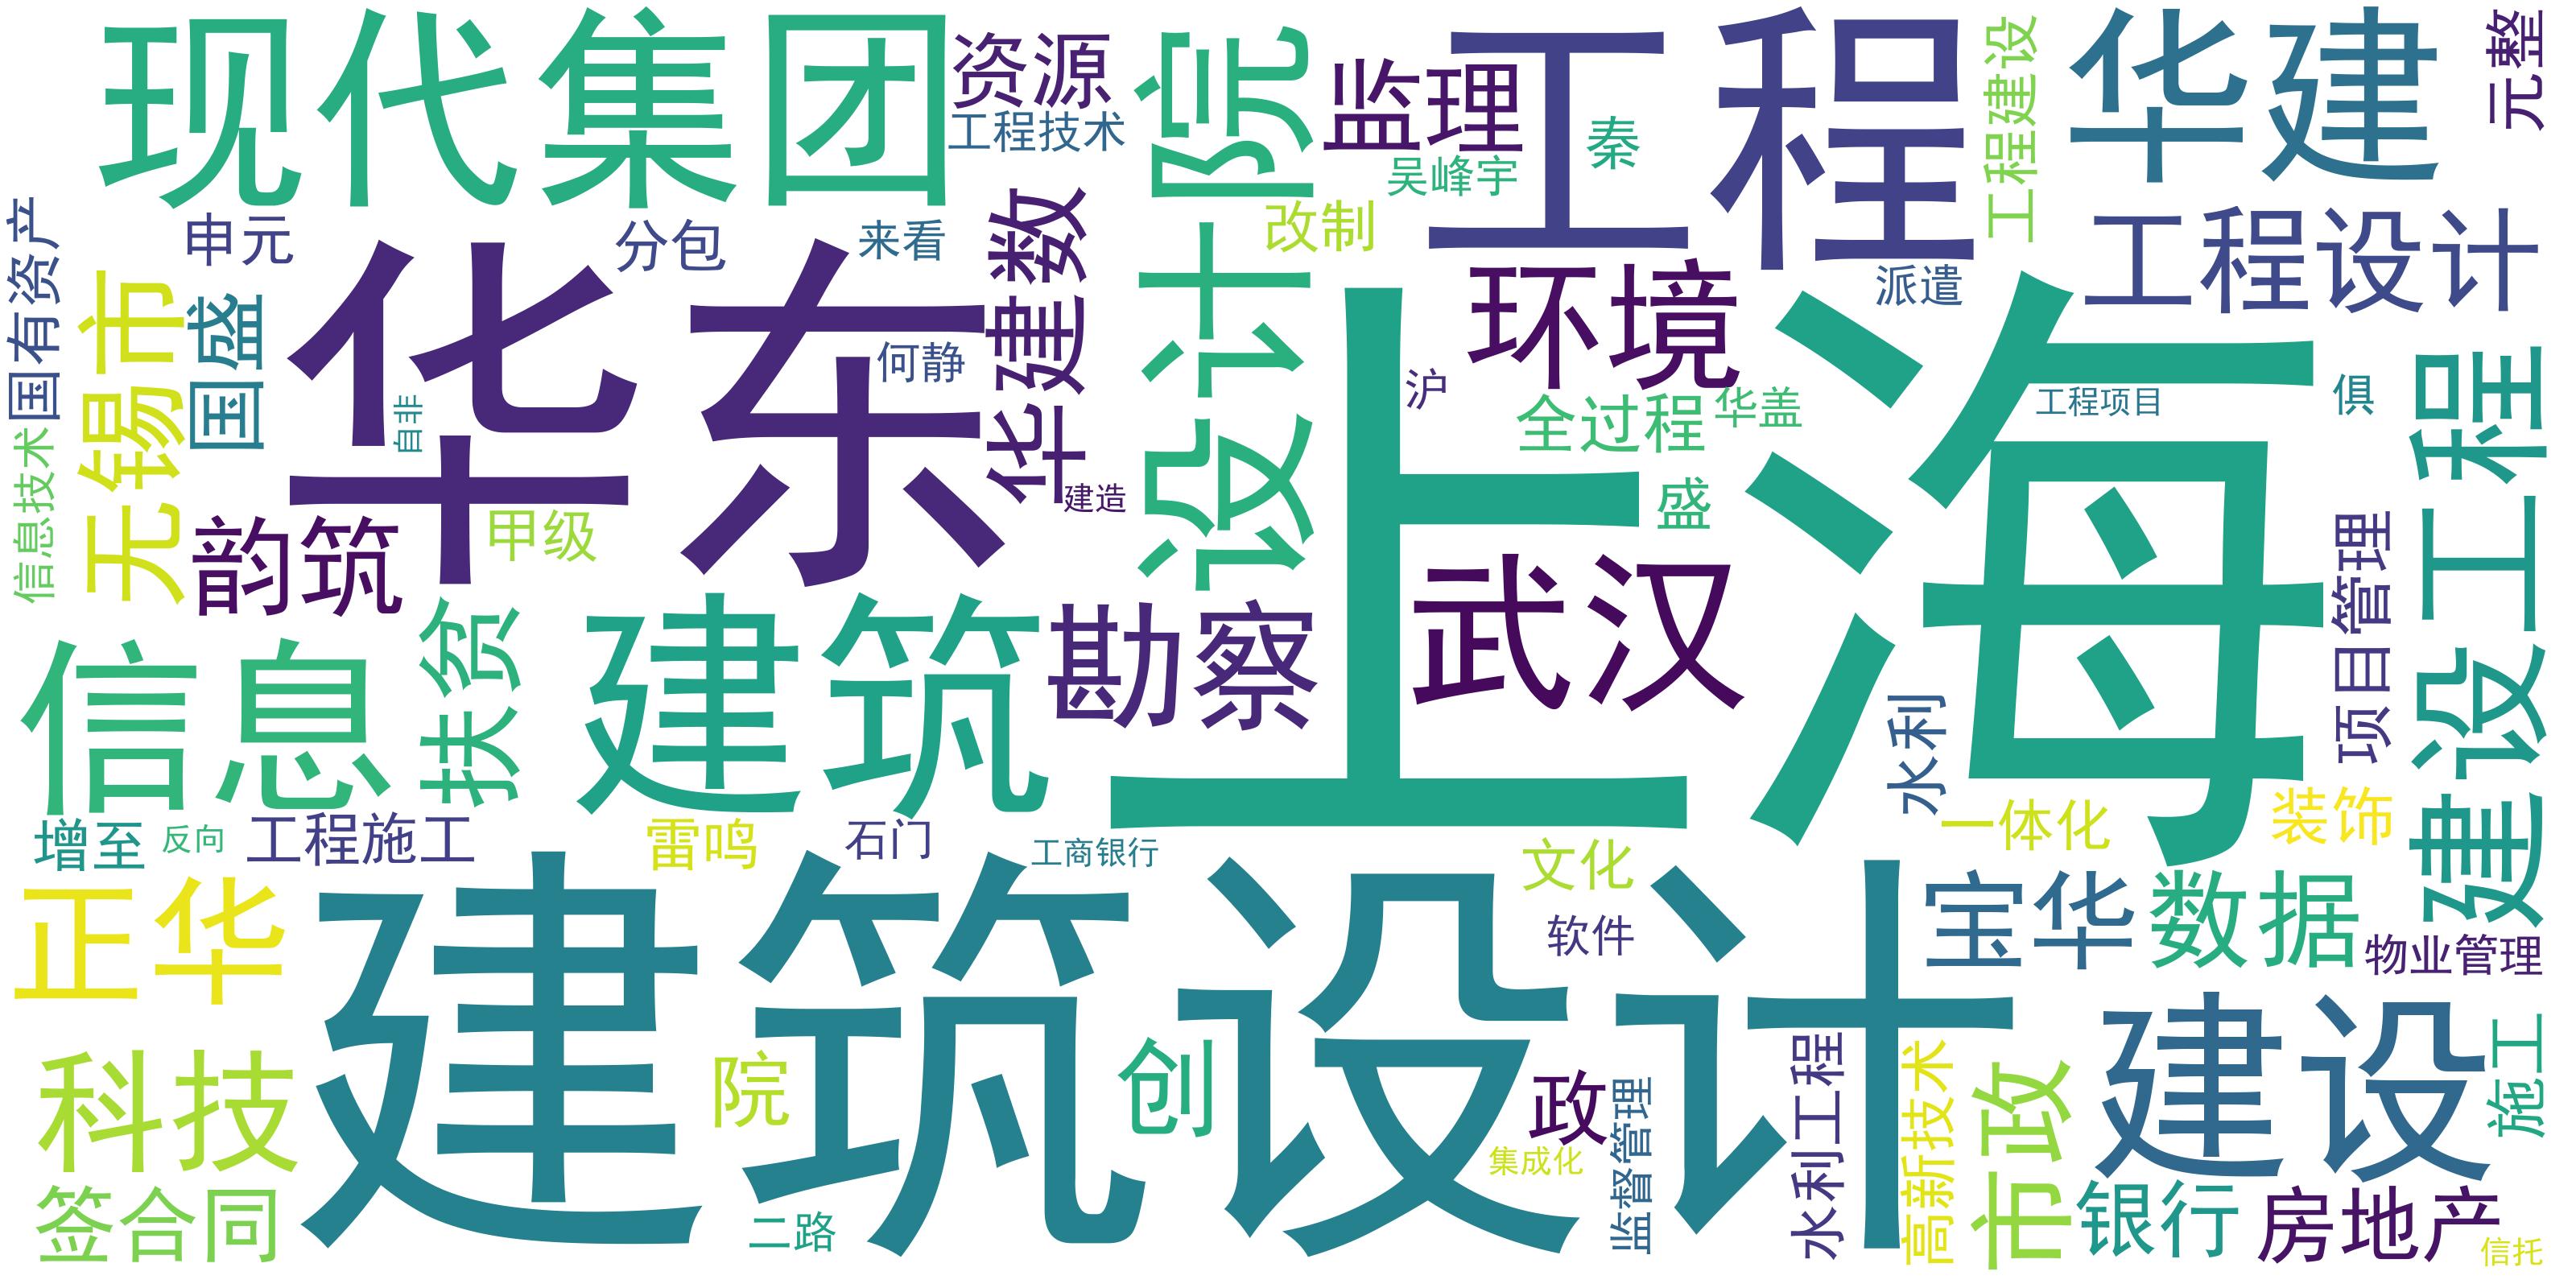 现代集团
资源
工程技术
设计院
监理
吴峰宇
秦
工程
工程建设
华建
元整
国有资产
申元
分包
来看
华建数
改制
环境
派遣
工程设计
无锡市
国盛
华东
何静
自非
建造
上海
沪
全过程
华盖
盛
工程项目
俱
建设工程
信息技术
韵筑
甲级
扶贫
建筑
勘察
武汉
水利
项目管理
信息
增至
反向
工程施工
雷鸣
石门
工商银行
文化
软件
一体化
装饰
正华
建筑设计
宝华
数据
物业管理
科技
院
创
政
集成化
监督管理
水利工程
高新技术
市政
建设
施工
签合同
二路
银行
房地产
信托